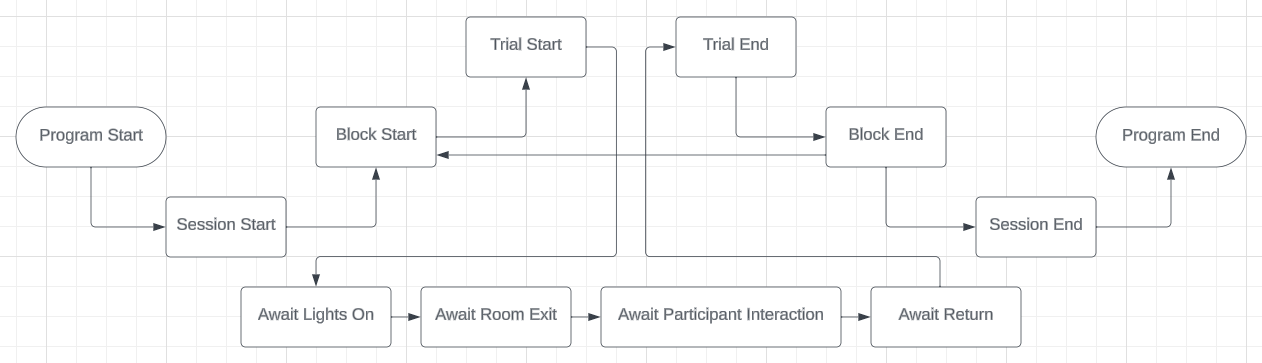 Trial Start
Trial End
Program Start
Block Start
Block End
Program End
Session Start
Session End
Await Lights On
Await Room Exit
Await Participant Interaction
Await Return